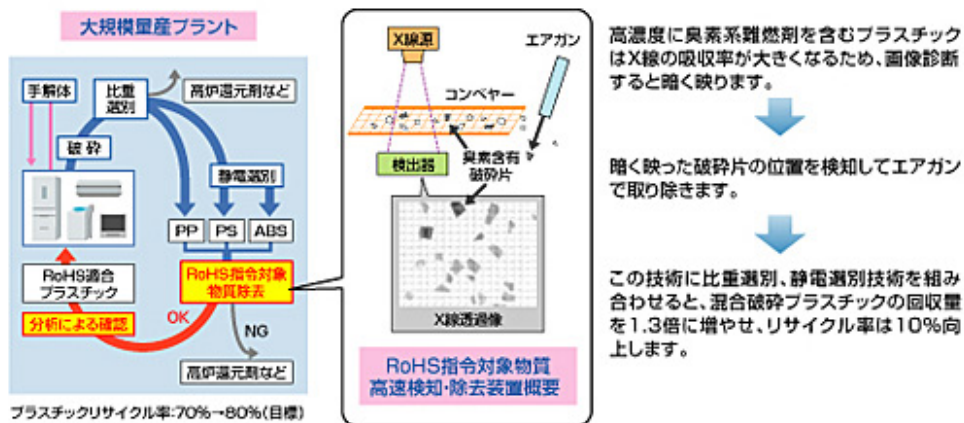 大規模量産プラント
手解体
比重
選別
高炉還元剤など
破砕
静電選別
PP
PS
ABS
RoHS適合
プラスチック
RoHS指令対象
物質除去
分析による確認
OK
NG
高炉還元剤など
プラスチックリサイクル率:70%→80%(目標)
X線源
エアガン
コンベヤー
検出器
臭素含有
破砕片
X線透過像
RoHS指令対象物質
高速検知・除去装置概要
高濃度に臭素系難燃剤を含むプラスチック
はX線の吸収率が大きくなるため、画像診断
すると暗く映ります。
暗く映った破砕片の位置を検知してエアガン
で取り除きます。
この技術に比重選別、静電選別技術を組み
合わせると、混合破砕プラスチックの回収量
を1.3倍に増やせ、リサイクル率は10%向
上します。